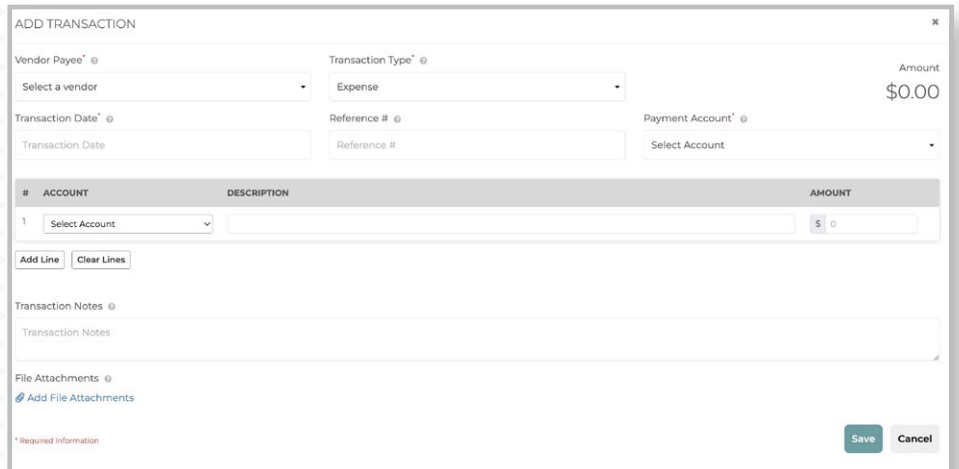 ADD TRANSACTION ×
Vendor Payee* Transaction Type* Amount
Select a vendor Expense $0.00
Transaction Date* Reference # Payment Account*
Transaction Date Reference # Select Account
# ACCOUNT DESCRIPTION AMOUNT
1 Select Account $ 0
Add Line Clear Lines
Transaction Notes
Transaction Notes
File Attachments
Add File Attachments
* Required Information Save Cancel